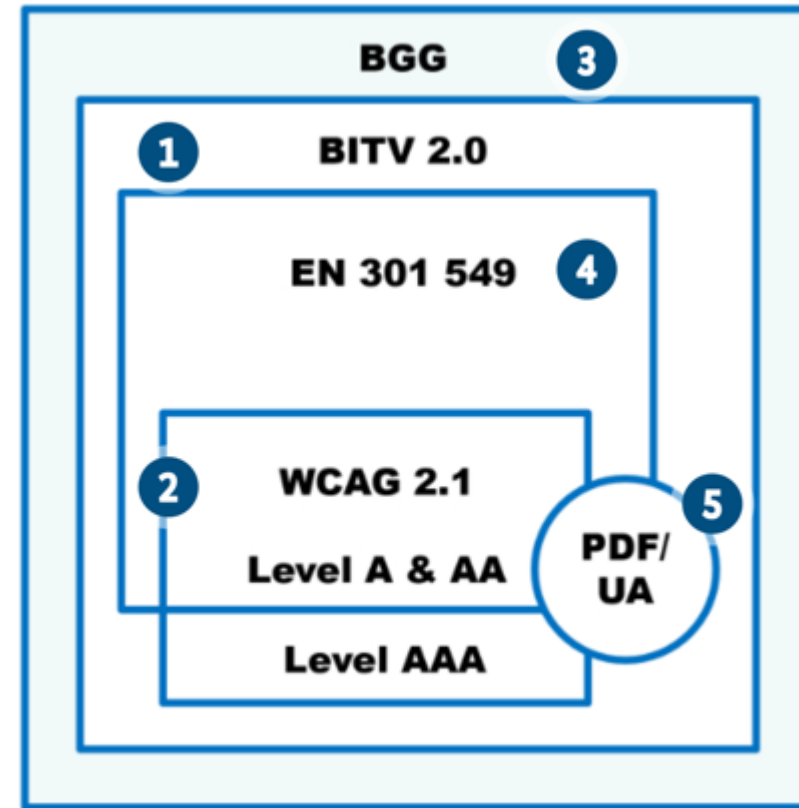 BGG 3
1 BITV 2.0
EN 301 549 4
2 WCAG 2.1
5
PDF/
UA
Level A & AA
Level AAA